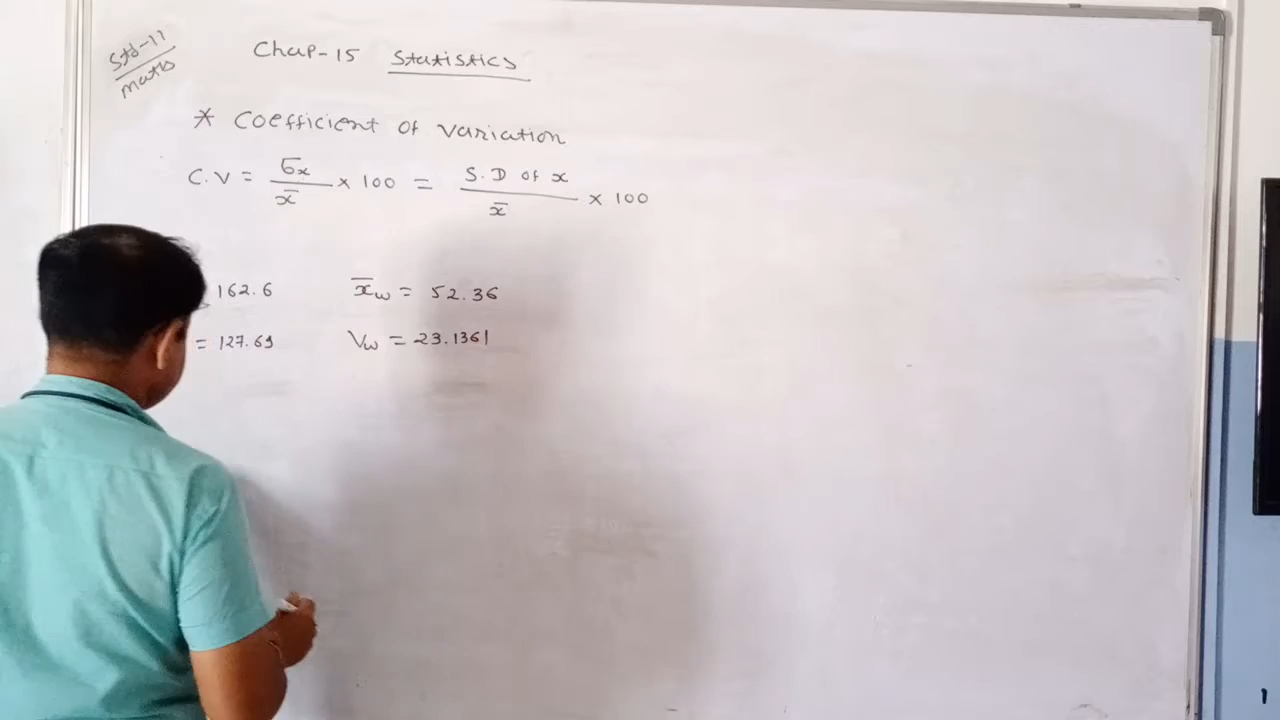 Std-11
maths
Chap-15 Statistics
* Coefficient of Variation
C.V = σx / x̄ × 100 = S.D of x / x̄ × 100
162.6 x̄w = 52.36
= 127.69 Vw = 23.1361